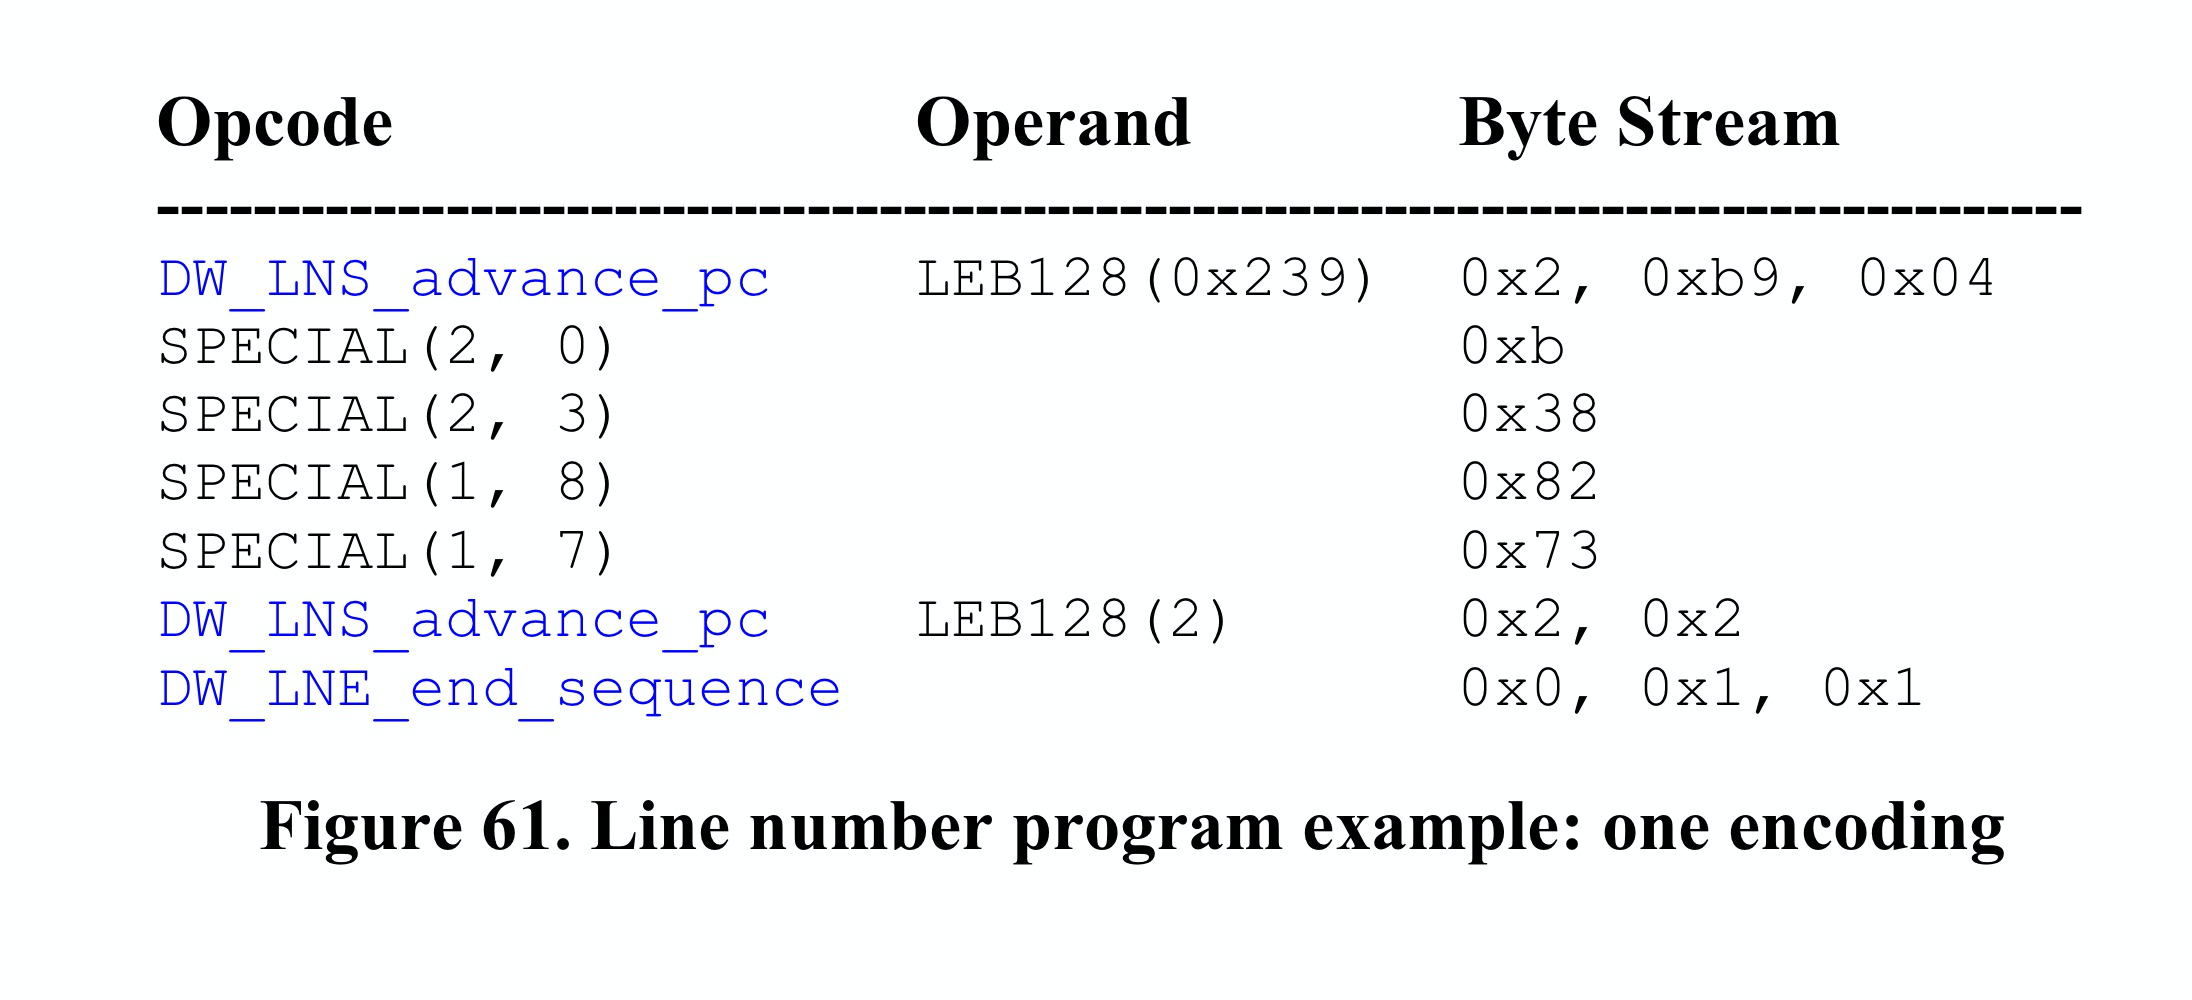 Opcode Operand Byte Stream
--------------------------------------------------------------------------------
DW_LNS_advance_pc LEB128(0x239) 0x2, 0xb9, 0x04
SPECIAL(2, 0) 0xb
SPECIAL(2, 3) 0x38
SPECIAL(1, 8) 0x82
SPECIAL(1, 7) 0x73
DW_LNS_advance_pc LEB128(2) 0x2, 0x2
DW_LNE_end_sequence 0x0, 0x1, 0x1
Figure 61. Line number program example: one encoding